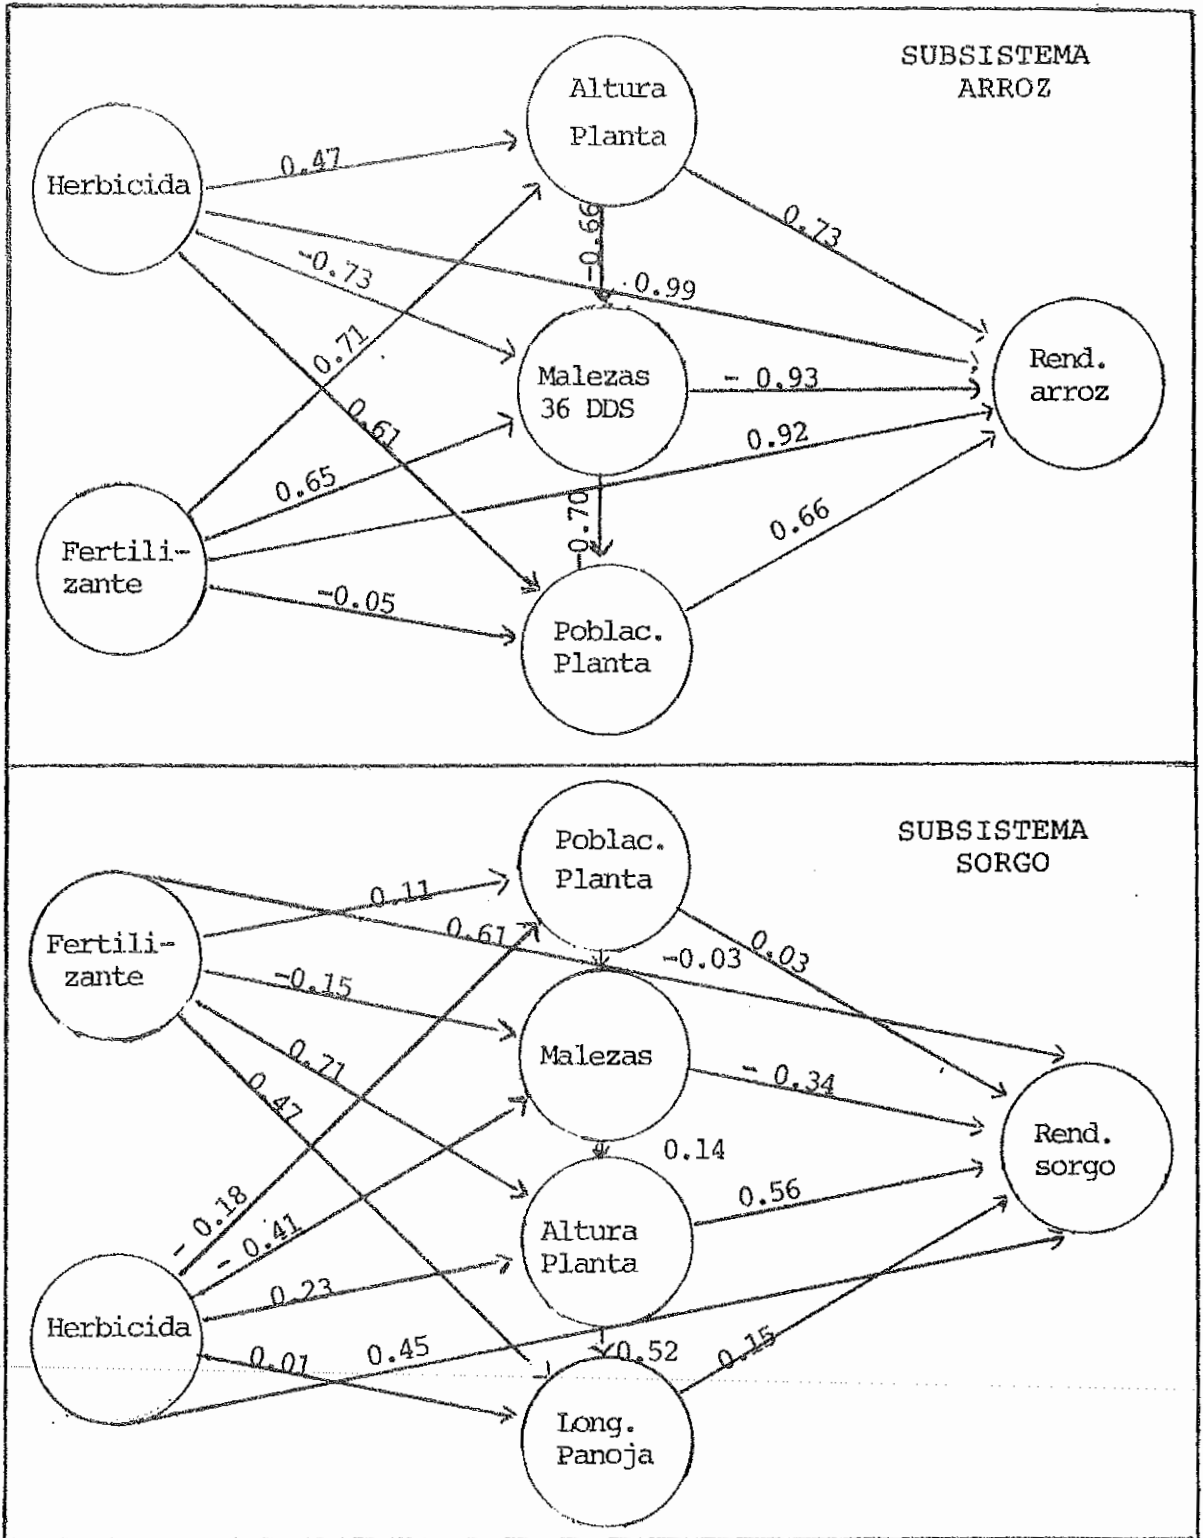 SUBSISTEMA
ARROZ
Altura
Planta
Herbicida
0.47
0.73
-0.66
-0.73
0.99
0.71
Malezas
36 DDS
- 0.93
Rend.
arroz
0.61
0.92
0.65
-0.70
0.66
Fertili-
zante
-0.05
Poblac.
Planta
SUBSISTEMA
SORGO
Poblac.
Planta
0.11
0.61
-0.03
0.03
Fertili-
zante
-0.15
Malezas
- 0.34
0.71
0.47
0.14
Rend.
sorgo
0.56
- 0.18
- 0.41
Altura
Planta
0.23
Herbicida
0.01
0.45
0.52
0.15
Long.
Panoja